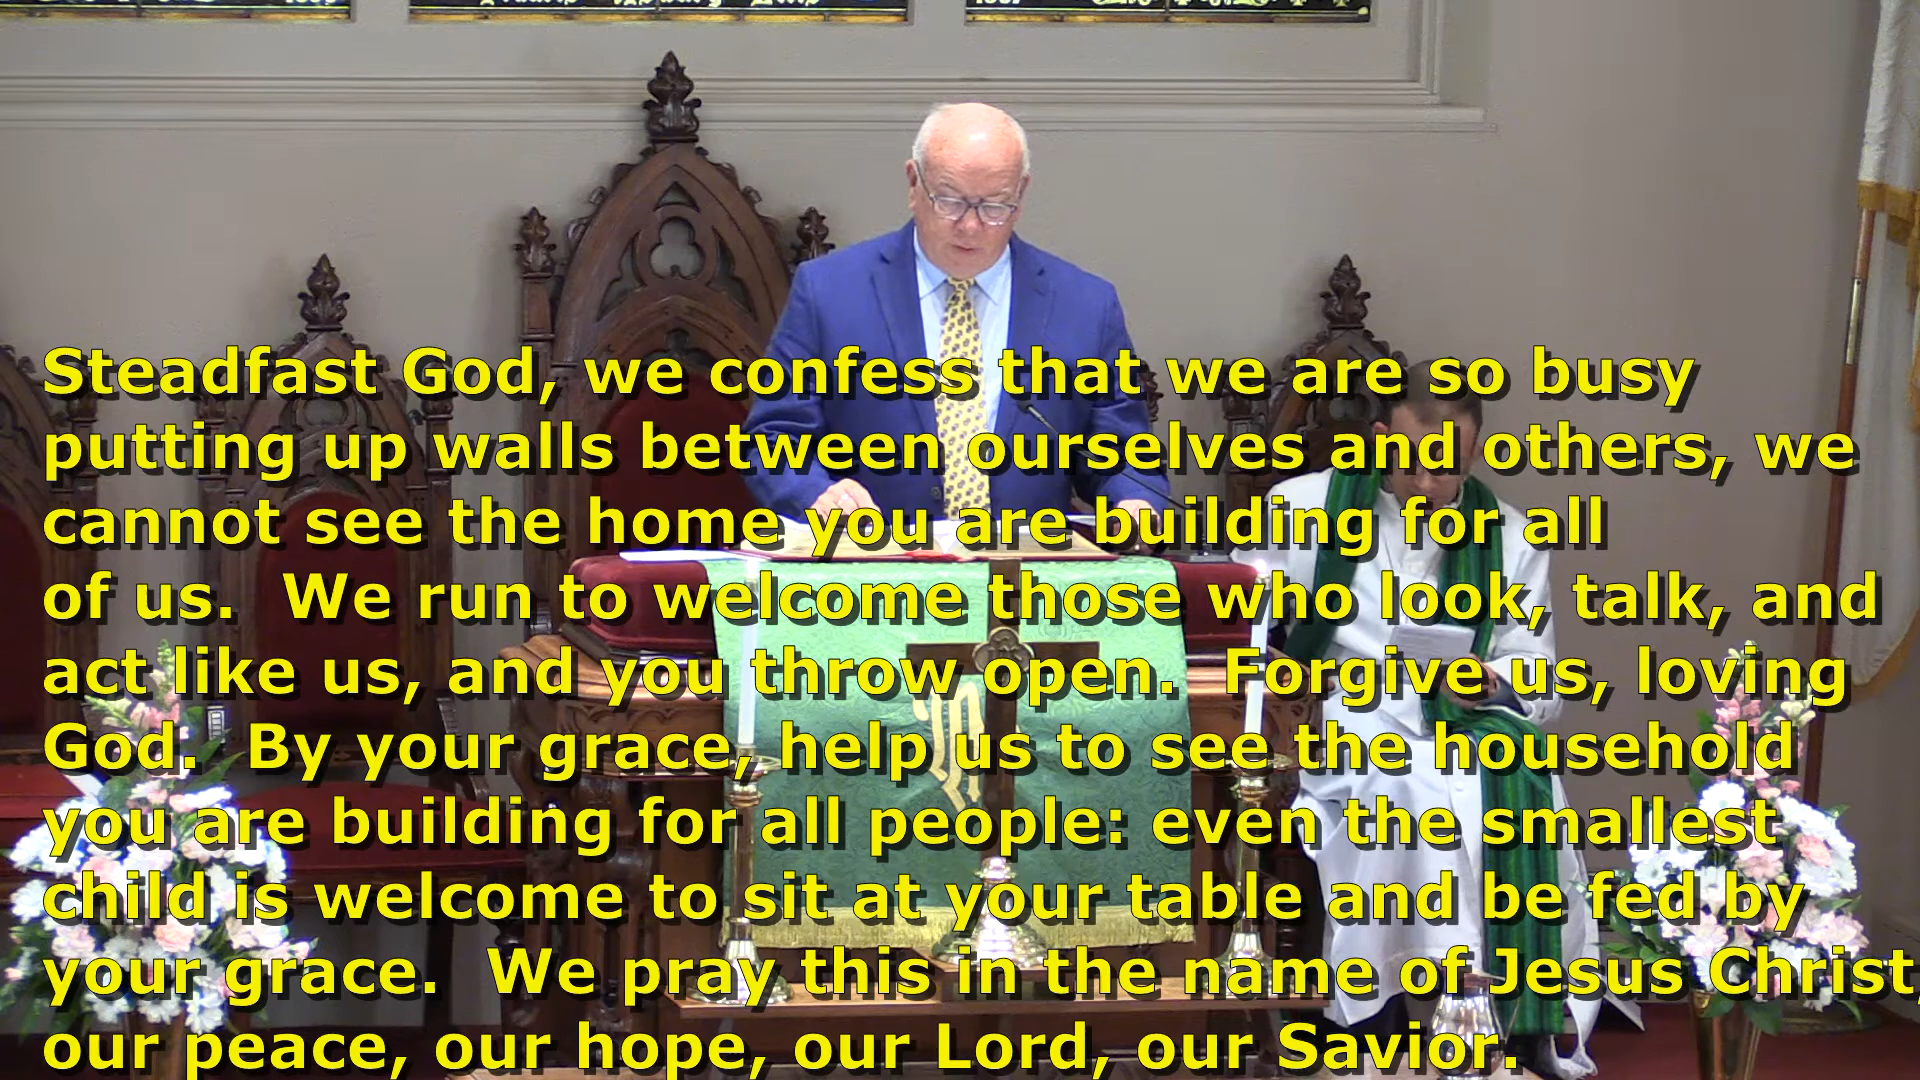 Steadfast God, we confess that we are so busy
putting up walls between ourselves and others, we
cannot see the home you are building for all
of us.  We run to welcome those who look, talk, and
act like us, and you throw open.  Forgive us, loving
God.  By your grace, help us to see the household
you are building for all people: even the smallest
child is welcome to sit at your table and be fed by
your grace.  We pray this in the name of Jesus Christ,
our peace, our hope, our Lord, our Savior.